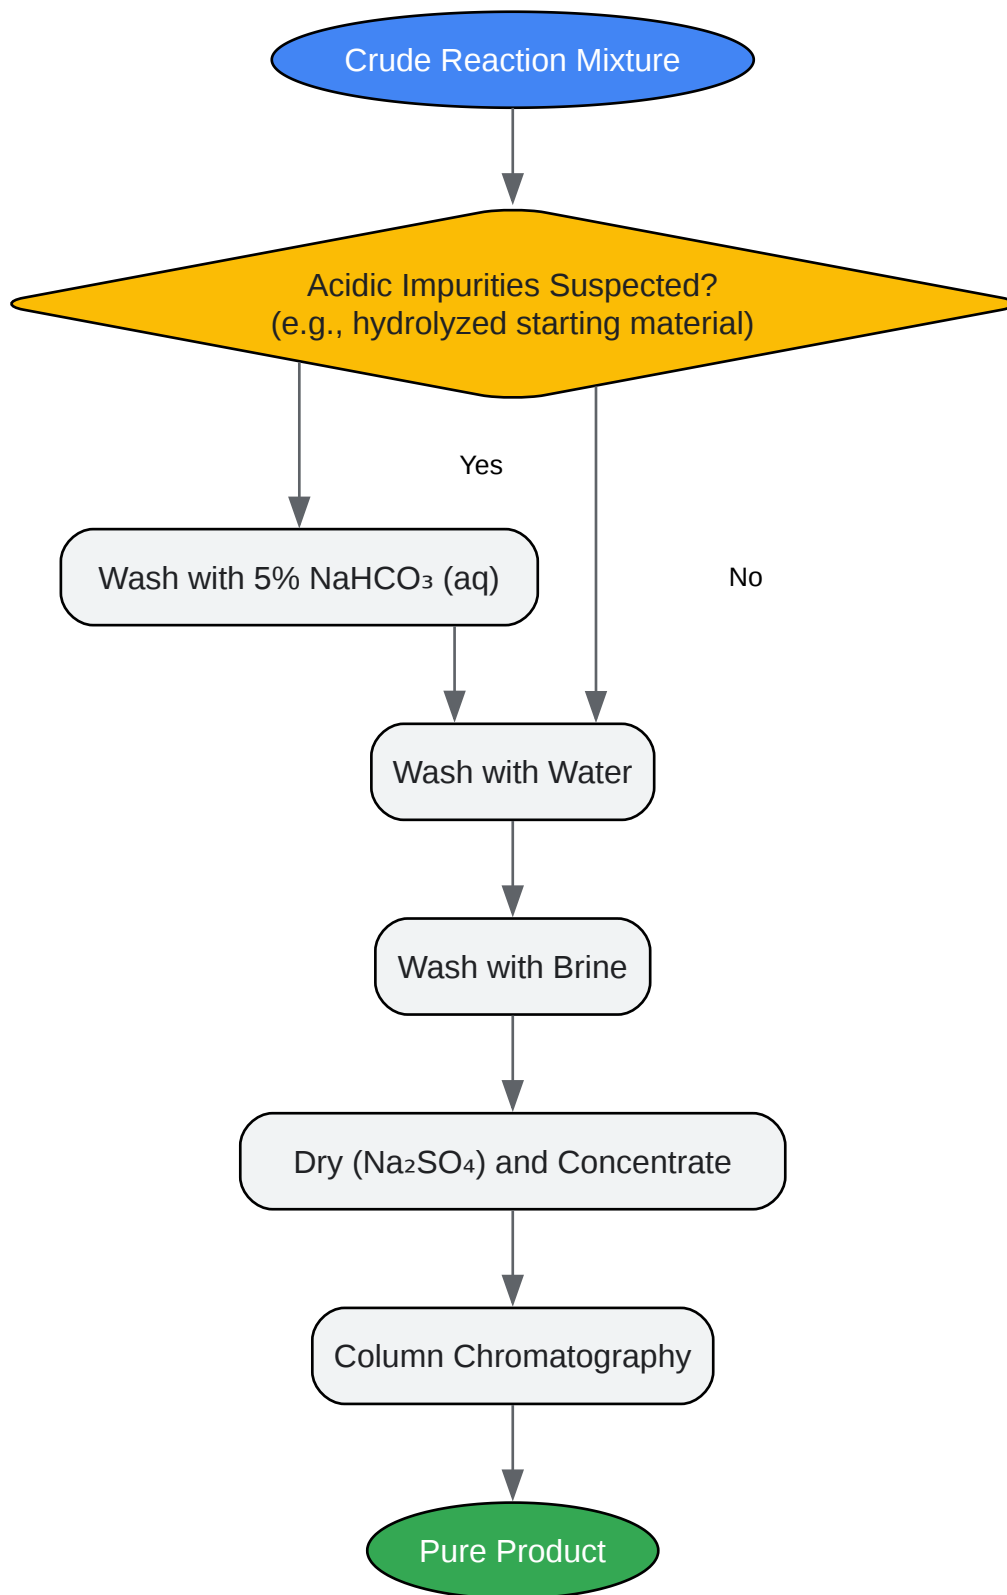 Crude Reaction Mixture
Acidic Impurities Suspected?
(e.g., hydrolyzed starting material)
Yes
Wash with 5% NaHCO₃ (aq)
No
Wash with Water
Wash with Brine
Dry (Na₂SO₄) and Concentrate
Column Chromatography
Pure Product